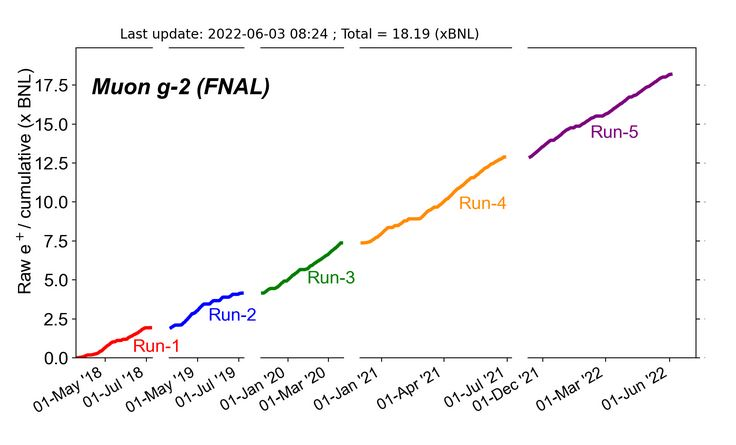 Last update: 2022-06-03 08:24 ; Total = 18.19 (xBNL)
Muon g-2 (FNAL)
Raw e⁺ / cumulative (x BNL)
17.5
15.0
12.5
10.0
7.5
5.0
2.5
0.0
Run-1
Run-2
Run-3
Run-4
Run-5
01-May '18
01-Jul '18
01-May '19
01-Jul '19
01-Jan '20
01-Mar '20
01-Jan '21
01-Apr '21
01-Jul '21
01-Dec '21
01-Mar '22
01-Jun '22